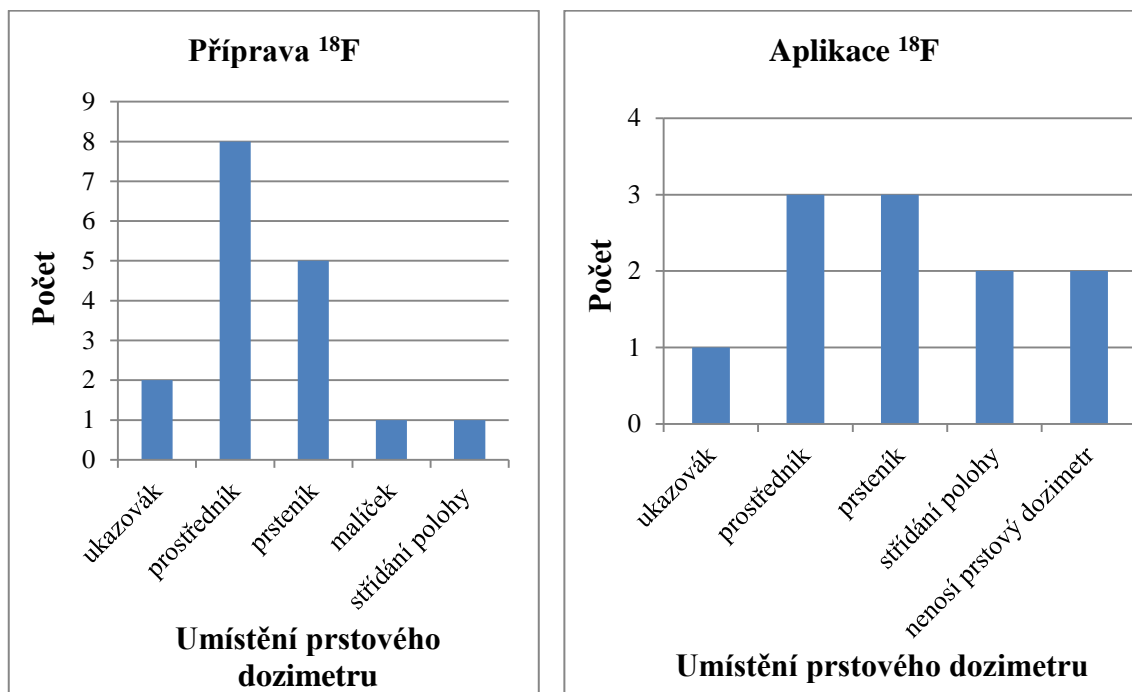 Příprava ¹⁸F
9
8
7
6
5
4
3
2
1
0
Počet
ukazovák
prostředník
prsteník
malíček
střídání polohy
Umístění prstového
dozimetru
Aplikace ¹⁸F
4
3
2
1
0
Počet
ukazovák
prostředník
prsteník
střídání polohy
nenosí prstový dozimetr
Umístění prstového dozimetru